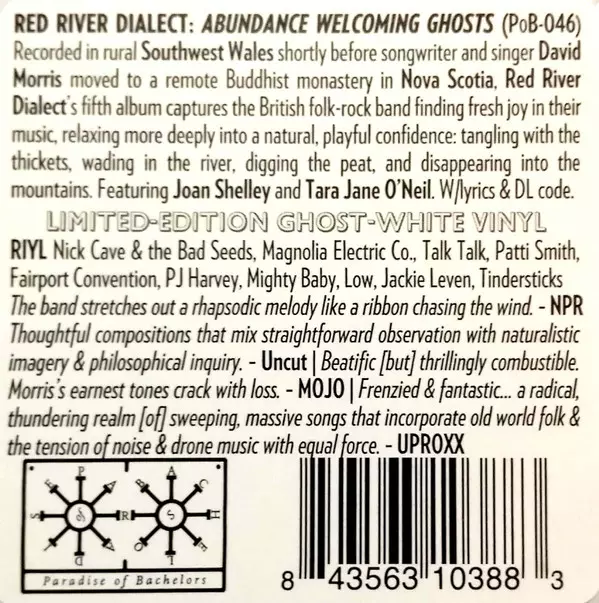 RED RIVER DIALECT: ABUNDANCE WELCOMING GHOSTS (PoB-046)
Recorded in rural Southwest Wales shortly before songwriter and singer David
Morris moved to a remote Buddhist monastery in Nova Scotia, Red River
Dialect's fifth album captures the British folk-rock band finding fresh joy in their
music, relaxing more deeply into a natural, playful confidence: tangling with the
thickets, wading in the river, digging the peat, and disappearing into the
mountains. Featuring Joan Shelley and Tara Jane O'Neil. W/lyrics & DL code.
LIMITED-EDITION GHOST-WHITE VINYL
RIYL Nick Cave & the Bad Seeds, Magnolia Electric Co., Talk Talk, Patti Smith,
Fairport Convention, PJ Harvey, Mighty Baby, Low, Jackie Leven, Tindersticks
The band stretches out a rhapsodic melody like a ribbon chasing the wind. - NPR
Thoughtful compositions that mix straightforward observation with naturalistic
imagery & philosophical inquiry. - Uncut | Beatific [but] thrillingly combustible.
Morris's earnest tones crack with loss. - MOJO | Frenzied & fantastic... a radical,
thundering realm [of] sweeping, massive songs that incorporate old world folk &
the tension of noise & drone music with equal force. - UPROXX
Paradise of Bachelors
8 43563 10388 3